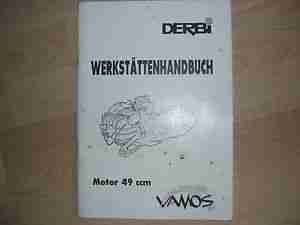 DERBI
WERKSTÄTTENHANDBUCH
Motor 49 ccm
VAMOS